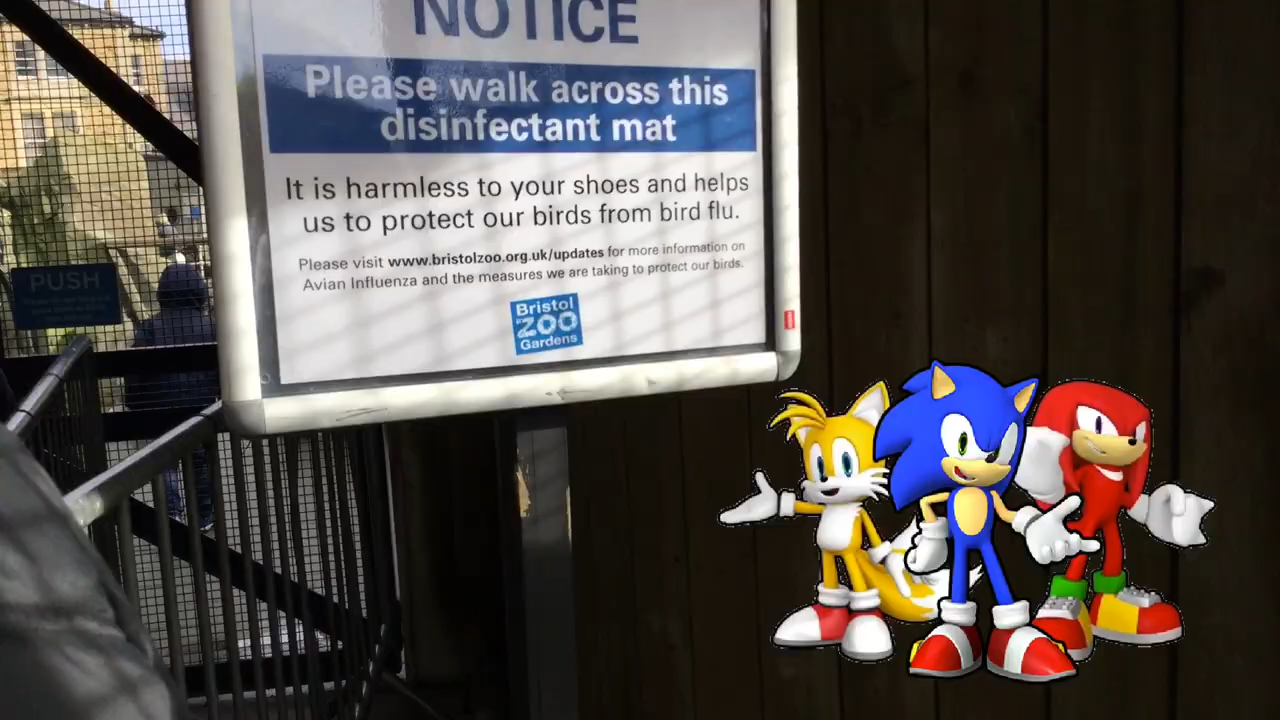 NOTICE
Please walk across this
disinfectant mat
It is harmless to your shoes and helps
us to protect our birds from bird flu.
Please visit www.bristolzoo.org.uk/updates for more information on
Avian Influenza and the measures we are taking to protect our birds.
Bristol
ZOO
Gardens
PUSH